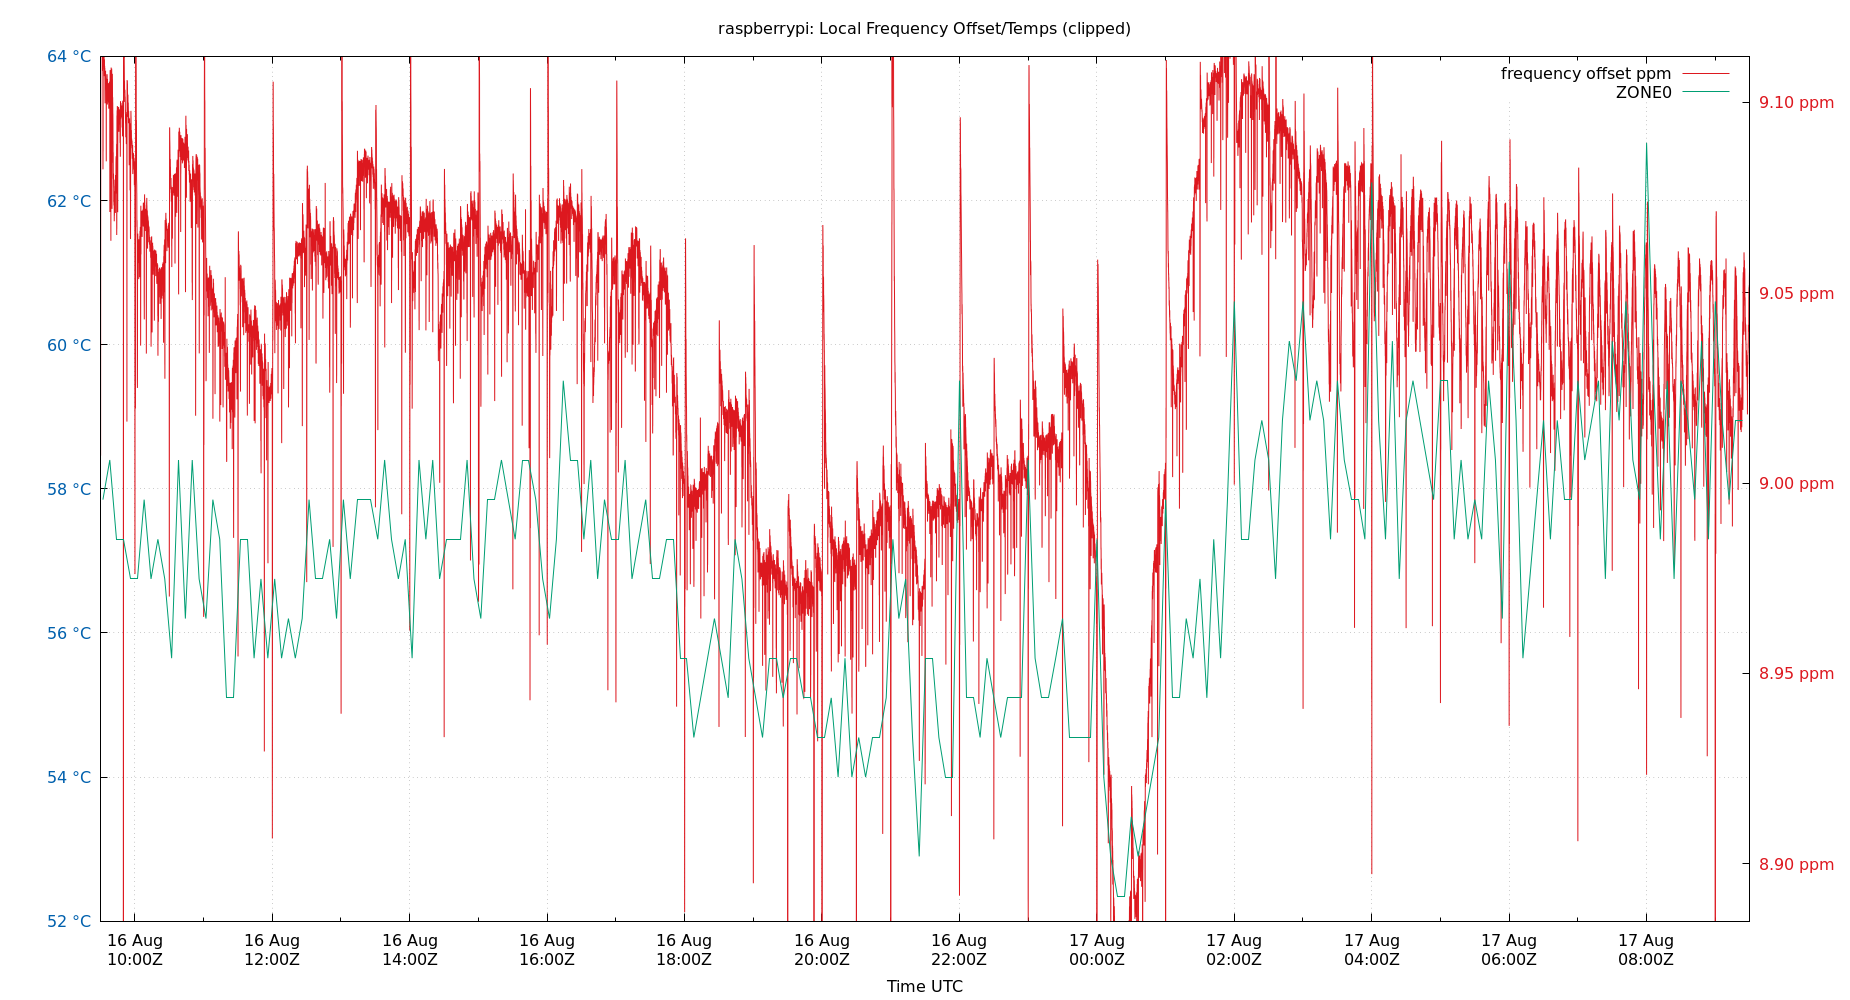 raspberrypi: Local Frequency Offset/Temps (clipped)
frequency offset ppm
ZONE0
64 °C
62 °C
60 °C
58 °C
56 °C
54 °C
52 °C
9.10 ppm
9.05 ppm
9.00 ppm
8.95 ppm
8.90 ppm
16 Aug 16 Aug 16 Aug 16 Aug 16 Aug 16 Aug 16 Aug 17 Aug 17 Aug 17 Aug 17 Aug 17 Aug
10:00Z 12:00Z 14:00Z 16:00Z 18:00Z 20:00Z 22:00Z 00:00Z 02:00Z 04:00Z 06:00Z 08:00Z
Time UTC